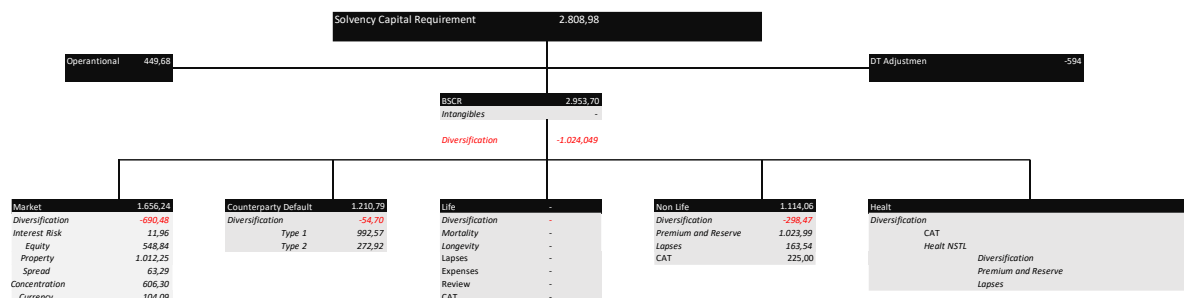 Solvency Capital Requirement 2.808,98
Operantional 449,68
DT Adjustmen -594
BSCR 2.953,70
Intangibles -
Diversification -1.024,049
Market 1.656,24
Diversification -690,48
Interest Risk 11,96
Equity 548,84
Property 1.012,25
Spread 63,29
Concentration 606,30
Currency 104,09
Counterparty Default 1.210,79
Diversification -54,70
Type 1 992,57
Type 2 272,92
Life -
Diversification -
Mortality -
Longevity -
Lapses -
Expenses -
Review -
CAT -
Non Life 1.114,06
Diversification -298,47
Premium and Reserve 1.023,99
Lapses 163,54
CAT 225,00
Healt
Diversification
CAT
Healt NSTL
Diversification
Premium and Reserve
Lapses